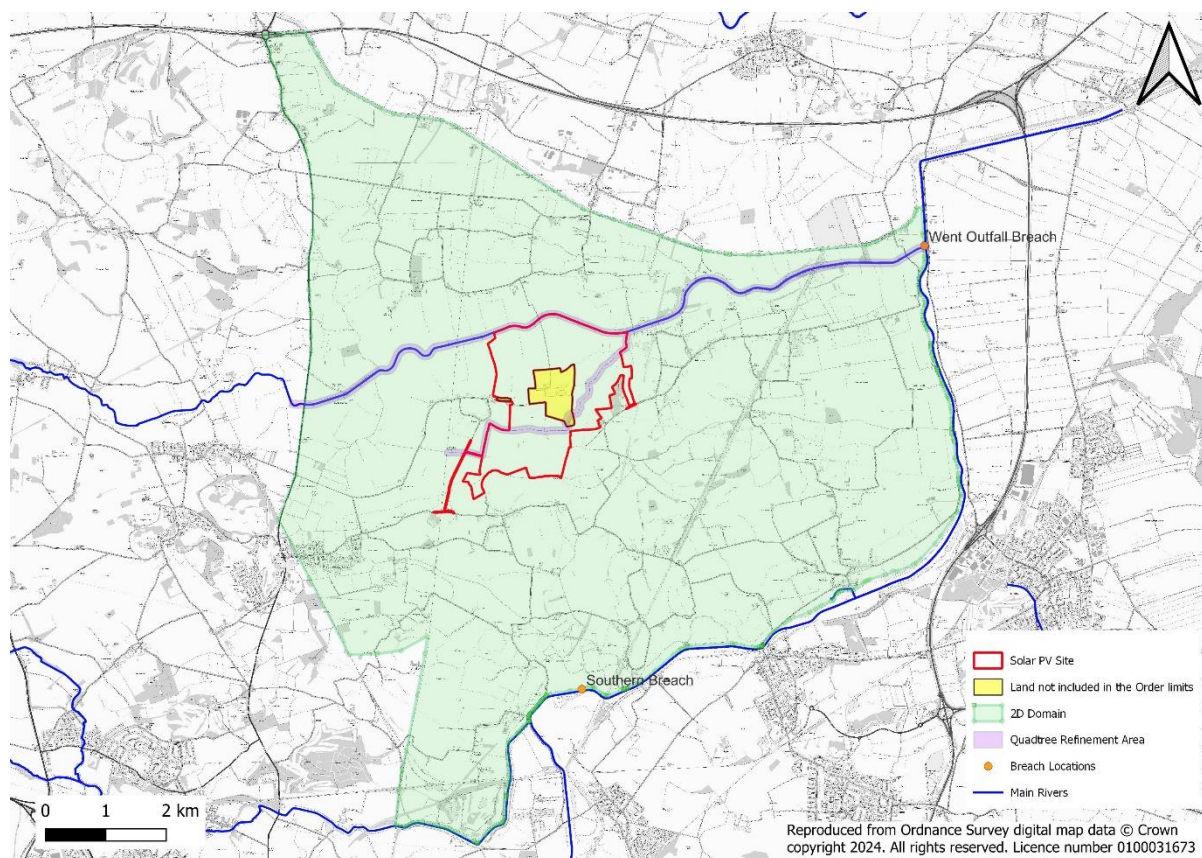 Went Outfall Breach
Southern Breach
Solar PV Site
Land not included in the Order limits
2D Domain
Quadtree Refinement Area
Breach Locations
Main Rivers
0 1 2 km
Reproduced from Ordnance Survey digital map data © Crown
copyright 2024. All rights reserved. Licence number 0100031673